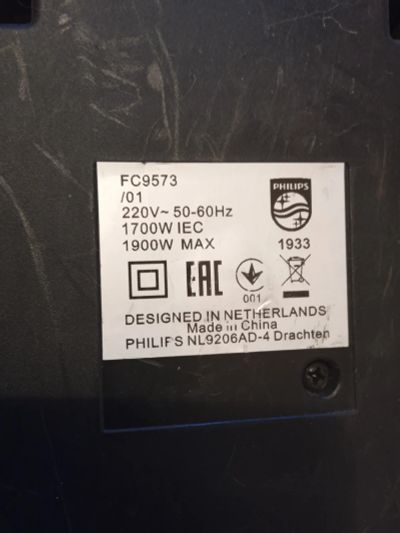 FC9573
/01
220V~ 50-60Hz
1700W IEC
1900W MAX
PHILIPS
1933
EAC
001
DESIGNED IN NETHERLANDS
Made in China
PHILIPS NL9206AD-4 Drachten